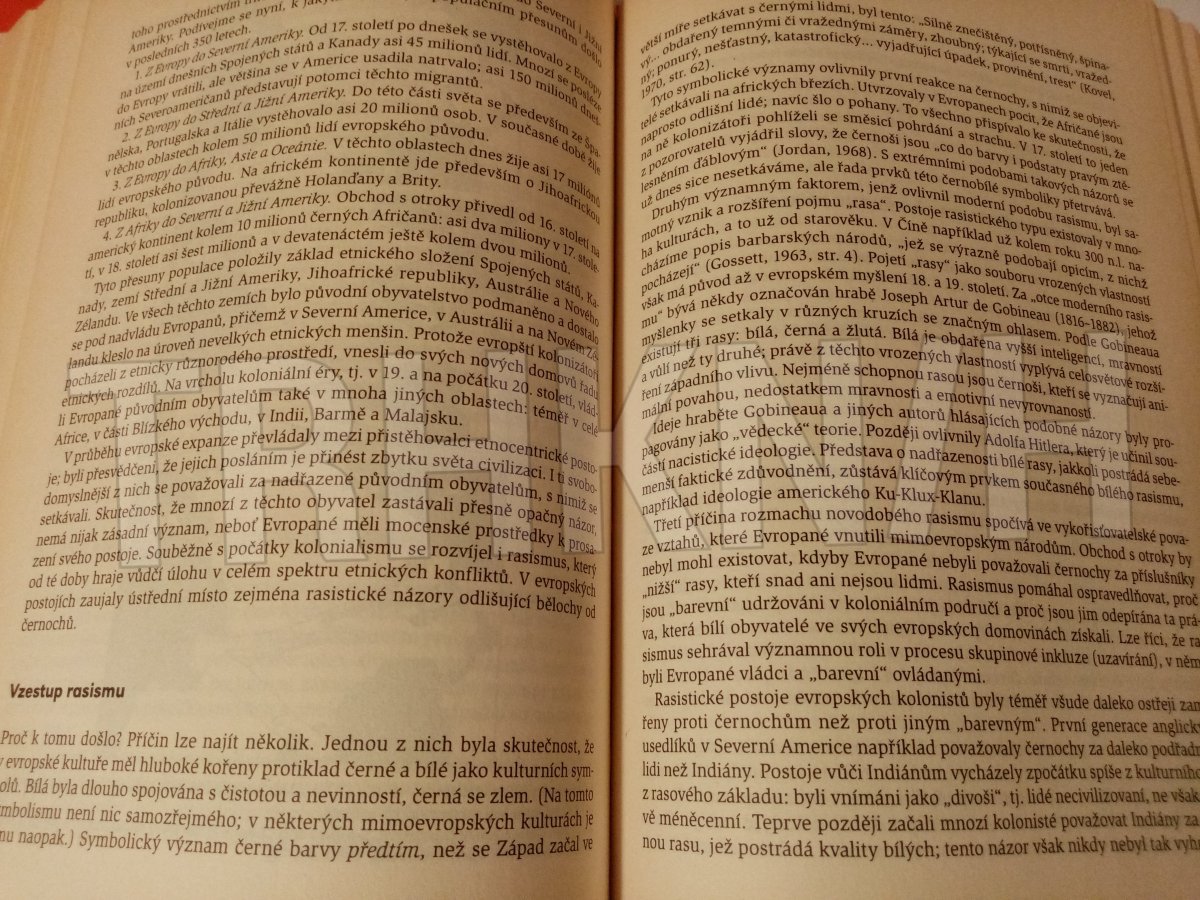 toho prostřednictvím
Ameriky. Podívejme se nyní, k populačním přesunům došlo
v posledních 350 letech.
1. Z Evropy do Severní Ameriky. Od 17. století po dnešek se vystěhovalo z Evropy
na území dnešních Spojených států a Kanady asi 45 milionů lidí. Mnozí se posléze
do Evropy vrátili, ale většina se v Americe usadila natrvalo; asi 150 milionů dneš-
ních Severoameričanů představují potomci těchto migrantů.
2. Z Evropy do Střední a Jižní Ameriky. Do této části světa se především ze Špa-
nělska, Portugalska a Itálie vystěhovalo asi 20 milionů osob. V současné době žije
v těchto oblastech kolem 50 milionů lidí evropského původu.
3. Z Evropy do Afriky, Asie a Oceánie. V těchto oblastech dnes žije asi 17 milionů
lidí evropského původu. Na africkém kontinentě jde především o Jihoafrickou
republiku, kolonizovanou převážně Holanďany a Brity.
4. Z Afriky do Severní a Jižní Ameriky. Obchod s otroky přivedl od 16. století na
americký kontinent kolem 10 milionů černých Afričanů: asi dva miliony v 17. stole-
tí, v 18. století asi šest milionů a v devatenáctém ještě kolem dvou milionů.
Tyto přesuny populace položily základ etnického složení Spojených států, Ka-
nady, zemí Střední a Jižní Ameriky, Jihoafrické republiky, Austrálie a Nového
Zélandu. Ve všech těchto zemích bylo původní obyvatelstvo podmaněno a dostalo
se pod nadvládu Evropanů, přičemž v Severní Americe, v Austrálii a na Novém Zé-
landu kleslo na úroveň nevelkých etnických menšin. Protože evropští kolonizátoři
pocházeli z etnicky různorodého prostředí, vnesli do svých nových domovů řadu
etnických rozdílů. Na vrcholu koloniální éry, tj. v 19. a na počátku 20. století, vlád-
li Evropané původním obyvatelům také v mnoha jiných oblastech: téměř v celé
Africe, v části Blízkého východu, v Indii, Barmě a Malajsku.
V průběhu evropské expanze převládaly mezi přistěhovalci etnocentrické posto-
je; byli přesvědčeni, že jejich posláním je přinést zbytku světa civilizaci. I ti svobo-
domyslnější z nich se považovali za nadřazené původním obyvatelům, s nimiž se
setkávali. Skutečnost, že mnozí z těchto obyvatel zastávali přesně opačný názor,
nemá nijak zásadní význam, neboť Evropané měli mocenské prostředky k prosa-
zení svého postoje. Souběžně s počátky kolonialismu se rozvíjel i rasismus, který
od té doby hraje vůdčí úlohu v celém spektru etnických konfliktů. V evropských
postojích zaujaly ústřední místo zejména rasistické názory odlišující bělochy od
černochů.
Vzestup rasismu
Proč k tomu došlo? Příčin lze najít několik. Jednou z nich byla skutečnost, že
v evropské kultuře měl hluboké kořeny protiklad černé a bílé jako kulturních sym-
olů. Bílá byla dlouho spojována s čistotou a nevinností, černá se zlem. (Na tomto
mbolismu není nic samozřejmého; v některých mimoevropských kulturách je
mu naopak.) Symbolický význam černé barvy předtím, než se Západ začal ve
větší míře setkávat s černými lidmi, byl tento: „Silně znečištěný, potřísněný, špina-
vý... obdařený temnými či vražednými záměry, zhoubný; týkající se smrti, vražed-
ný; ponurý, nešťastný, katastrofický... vyjadřující úpadek, provinění, trest“ (Kovel,
1970, str. 62).
Tyto symbolické významy ovlivnily první reakce na černochy, s nimiž se objevi-
telé setkávali na afrických březích. Utvrzovaly v Evropanech pocit, že Afričané jsou
naprosto odlišní lidé; navíc šlo o pohany. To všechno přispívalo ke skutečnosti, že
na ně kolonizátoři pohlíželi se směsicí pohrdání a strachu. V 17. století to jeden
z pozorovatelů vyjádřil slovy, že černoši jsou „co do barvy i podstaty pravým ztě-
lesněním ďáblovým“ (Jordan, 1968). S extrémními podobami takových názorů se
už dnes sice nesetkáváme, ale řada prvků této černobílé symboliky přetrvává.
Druhým významným faktorem, jenž ovlivnil moderní podobu rasismu, byl sa-
motný vznik a rozšíření pojmu „rasa“. Postoje rasistického typu existovaly v mno-
ha kulturách, a to už od starověku. V Číně například už kolem roku 300 n.l. na-
cházíme popis barbarských národů, „jež se výrazně podobají opicím, z nichž
pocházejí“ (Gossett, 1963, str. 4). Pojetí „rasy“ jako souboru vrozených vlastností
však má původ až v evropském myšlení 18. a 19. století. Za „otce moderního rasis-
mu“ bývá někdy označován hrabě Joseph Artur de Gobineau (1816–1882), jehož
myšlenky se setkaly v různých kruzích se značným ohlasem. Podle Gobineaua
existují tři rasy: bílá, černá a žlutá. Bílá je obdařena vyšší inteligencí, mravností
a vůlí než ty druhé; právě z těchto vrozených vlastností vyplývá celosvětové rozší-
ření západního vlivu. Nejméně schopnou rasou jsou černoši, kteří se vyznačují ani-
mální povahou, nedostatkem mravnosti a emotivní nevyrovnaností.
Ideje hraběte Gobineaua a jiných autorů hlásajících podobné názory byly pro-
pagovány jako „vědecké“ teorie. Později ovlivnily Adolfa Hitlera, který je učinil sou-
částí nacistické ideologie. Představa o nadřazenosti bílé rasy, jakkoli postrádá sebe-
menší faktické zdůvodnění, zůstává klíčovým prvkem současného bílého rasismu,
například ideologie amerického Ku-Klux-Klanu.
Třetí příčina rozmachu novodobého rasismu spočívá ve vykořisťovatelské pova-
ze vztahů, které Evropané vnutili mimoevropským národům. Obchod s otroky by
nebyl mohl existovat, kdyby Evropané nebyli považovali černochy za příslušníky
„nižší“ rasy, kteří snad ani nejsou lidmi. Rasismus pomáhal ospravedlňovat, proč
jsou „barevní“ udržováni v koloniálním područí a proč jsou jim odepírána ta prá-
va, která bílí obyvatelé ve svých evropských domovinách získali. Lze říci, že ra
sismus sehrával významnou roli v procesu skupinové inkluze (uzavírání), v něm
byli Evropané vládci a „barevní“ ovládanými.
Rasistické postoje evropských kolonistů byly téměř všude daleko ostřeji zam
řeny proti černochům než proti jiným „barevným“. První generace anglický
usedlíků v Severní Americe například považovaly černochy za daleko podřadn
lidi než Indiány. Postoje vůči Indiánům vycházely zpočátku spíše z kulturního
z rasového základu: byli vnímáni jako „divoši“, tj. lidé necivilizovaní, ne však
vě méněcenní. Teprve později začali mnozí kolonisté považovat Indiány za
nou rasu, jež postrádá kvality bílých; tento názor však nikdy nebyl tak vyh